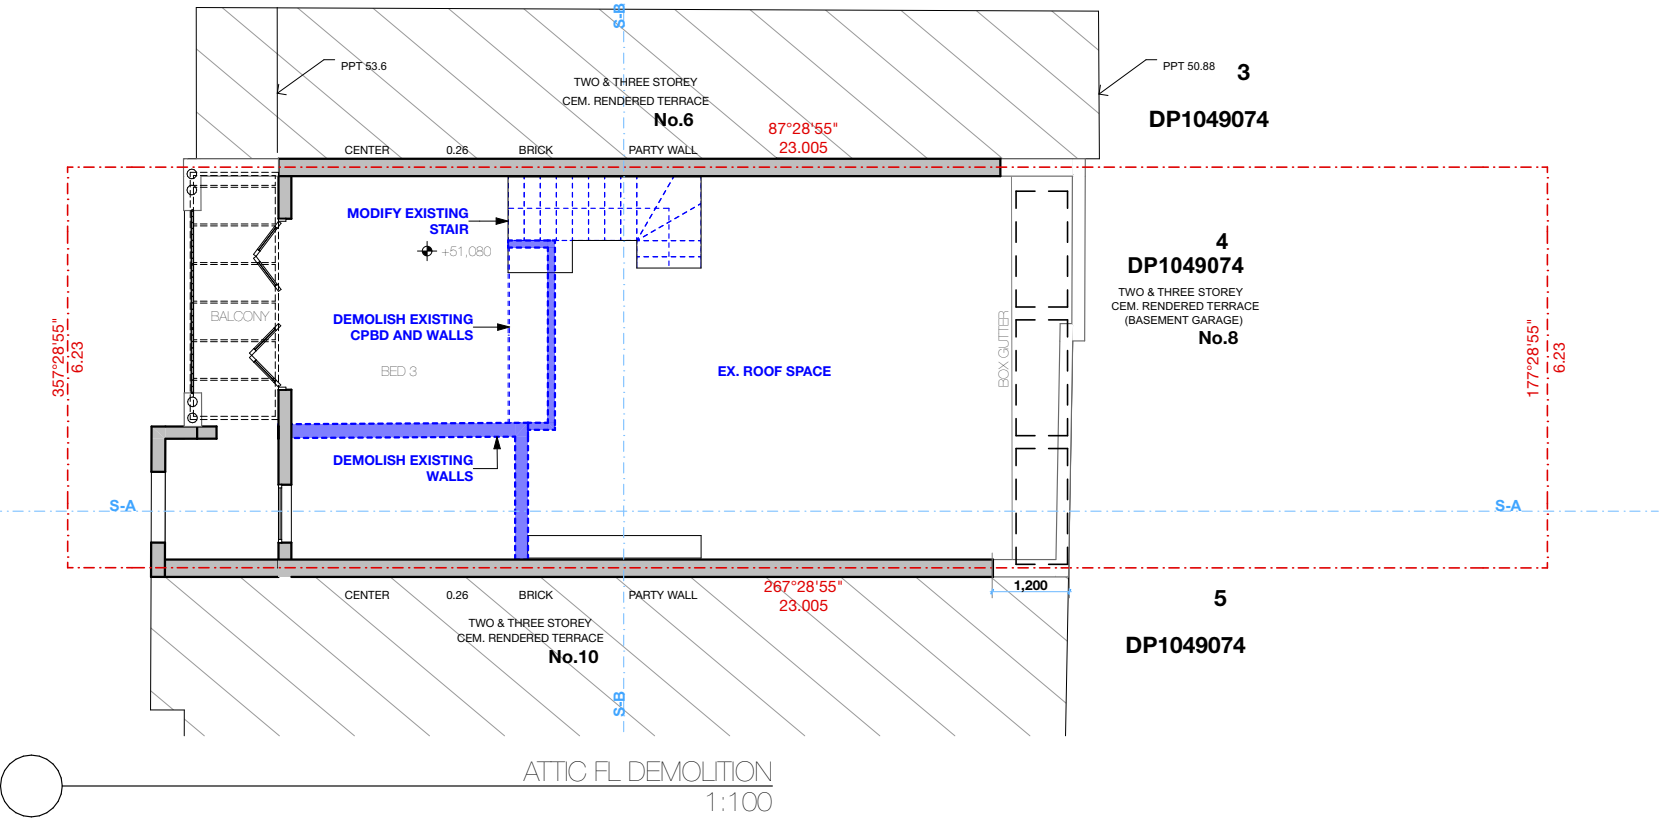 S-B
PPT 53.6
PPT 50.88
3
TWO & THREE STOREY
CEM. RENDERED TERRACE
No.6
DP1049074
87°28'55"
23.005
CENTER 0.26 BRICK PARTY WALL
MODIFY EXISTING
STAIR
+51,080
4
DP1049074
TWO & THREE STOREY
CEM. RENDERED TERRACE
(BASEMENT GARAGE)
No.8
BALCONY
DEMOLISH EXISTING
CPBD AND WALLS
BOX GUTTER
357°28'55"
6.23
177°28'55"
6.23
BED 3
EX. ROOF SPACE
DEMOLISH EXISTING
WALLS
S-A
S-A
267°28'55"
23.005
1,200
CENTER 0.26 BRICK PARTY WALL
5
TWO & THREE STOREY
CEM. RENDERED TERRACE
No.10
DP1049074
S-B
ATTIC FL DEMOLITION
1:100